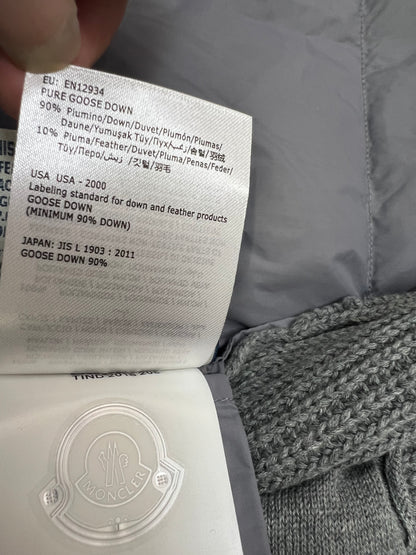 EU: EN12934
PURE GOOSE DOWN
90% Piumino/Down/Duvet/Plumón/Plumas/
Daune/Yumuşak Tüy/Пух/زغب/솜털/羽绒
10% Piuma/Feather/Duvet/Pluma/Penas/Feder/
Tüy/Перо/ريش/깃털/羽毛
USA USA - 2000
Labeling standard for down and feather products
GOOSE DOWN
(MINIMUM 90% DOWN)
JAPAN: JIS L 1903 : 2011
GOOSE DOWN 90%
MONCLER